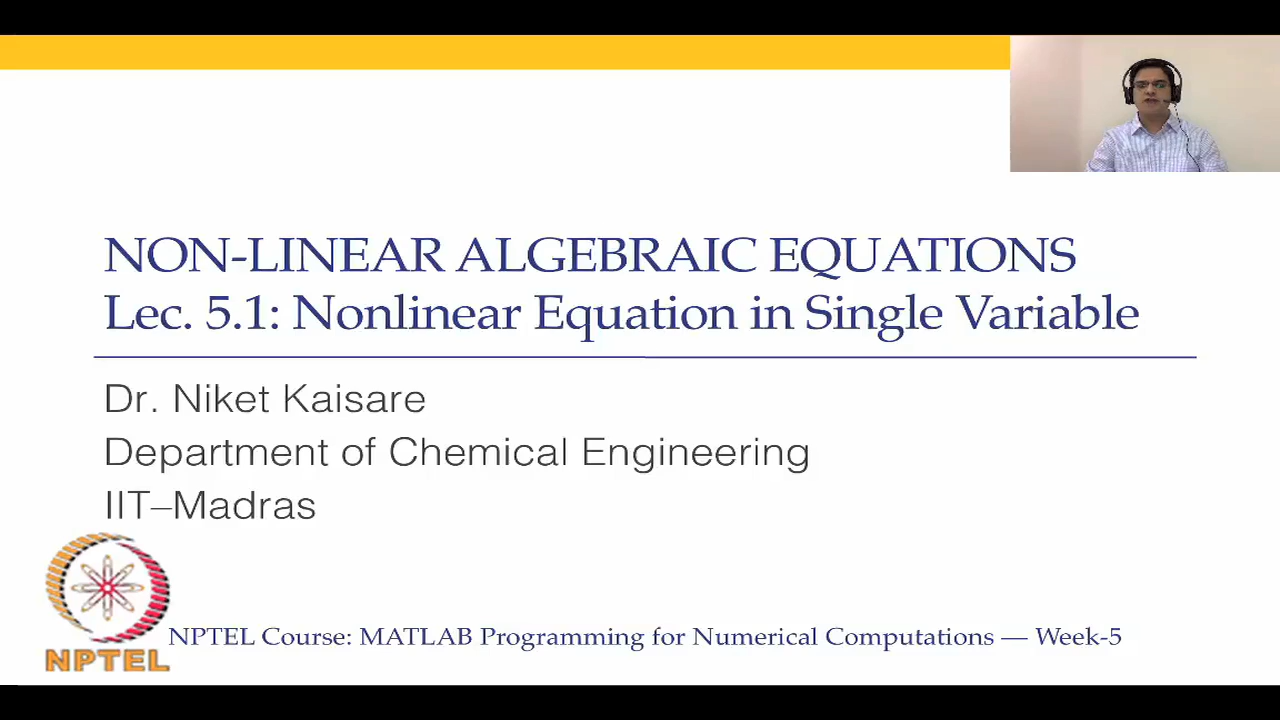 NON-LINEAR ALGEBRAIC EQUATIONS
Lec. 5.1: Nonlinear Equation in Single Variable
Dr. Niket Kaisare
Department of Chemical Engineering
IIT–Madras
NPTEL
NPTEL Course: MATLAB Programming for Numerical Computations — Week-5